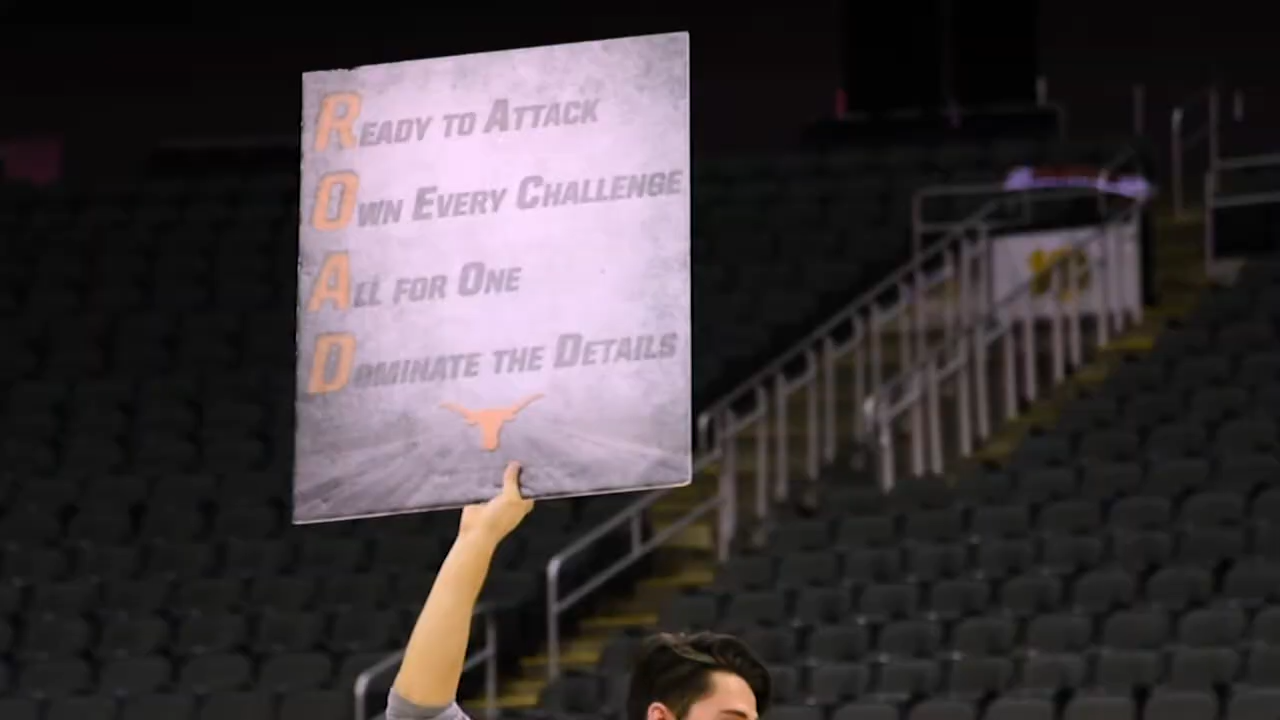 Ready to Attack
Own Every Challenge
All for One
Dominate the Details